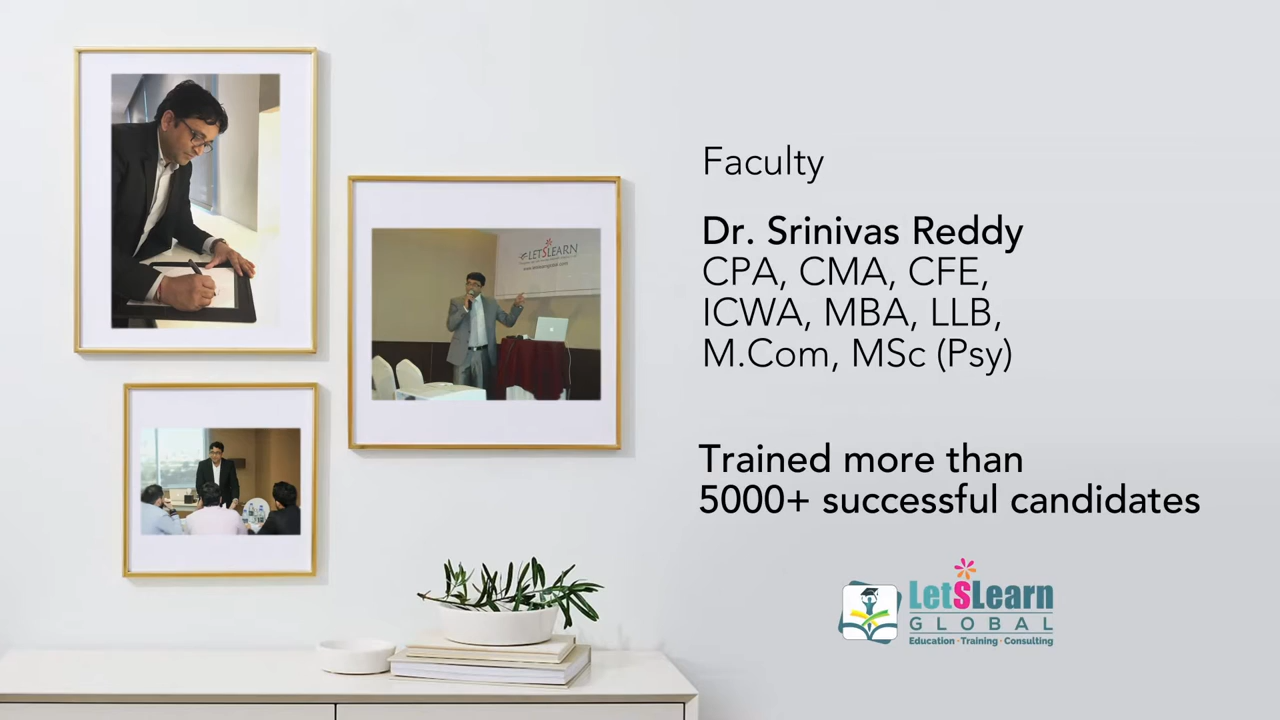 LETSLEARN
Faculty
Dr. Srinivas Reddy
CPA, CMA, CFE,
ICWA, MBA, LLB,
M.Com, MSc (Psy)
Trained more than
5000+ successful candidates
LetSLearn
GLOBAL
Education · Training · Consulting